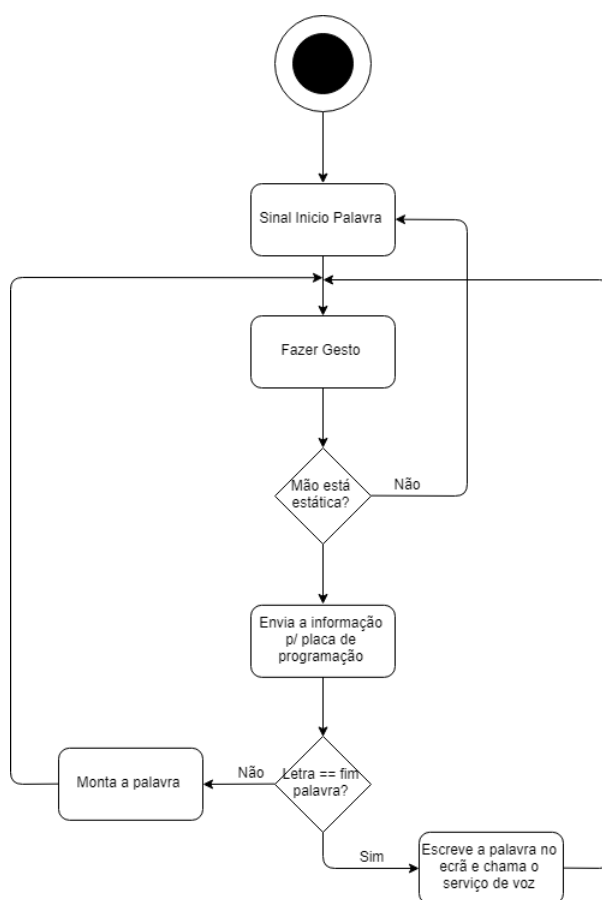 Sinal Inicio Palavra
Fazer Gesto
Mão está
estática?
Não
Envia a informação
p/ placa de
programação
Letra == fim
palavra?
Não
Monta a palavra
Sim
Escreve a palavra no
ecrã e chama o
serviço de voz